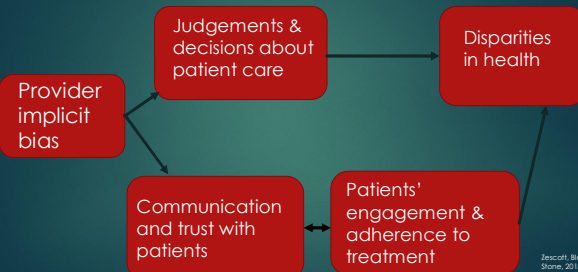 Judgements &
decisions about
patient care
Disparities
in health
Provider
implicit
bias
Communication
and trust with
patients
Patients'
engagement &
adherence to
treatment
Zescott,
Stone,